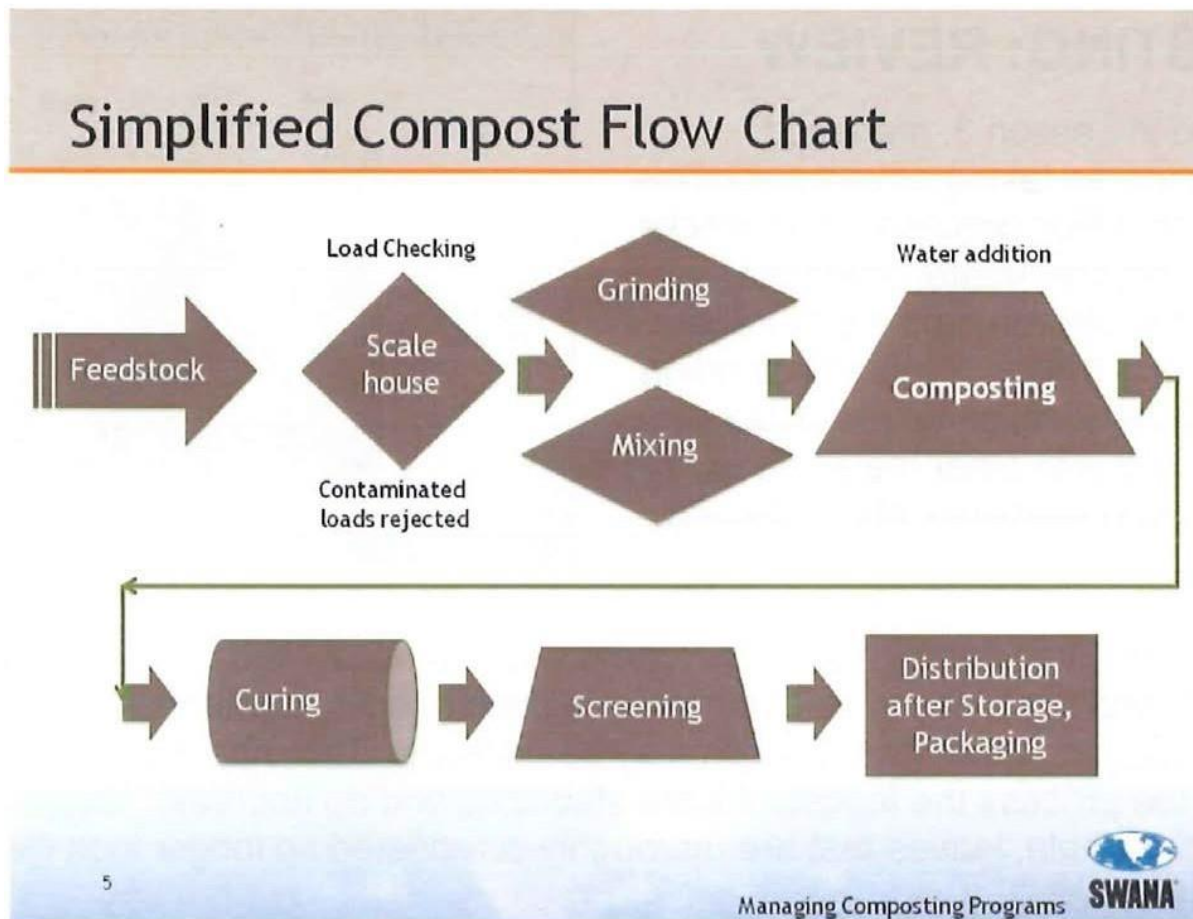 Simplified Compost Flow Chart
Load Checking
Water addition
Feedstock
Scale
house
Grinding
Mixing
Composting
Contaminated
loads rejected
Curing
Screening
Distribution
after Storage,
Packaging
5
Managing Composting Programs
SWANA